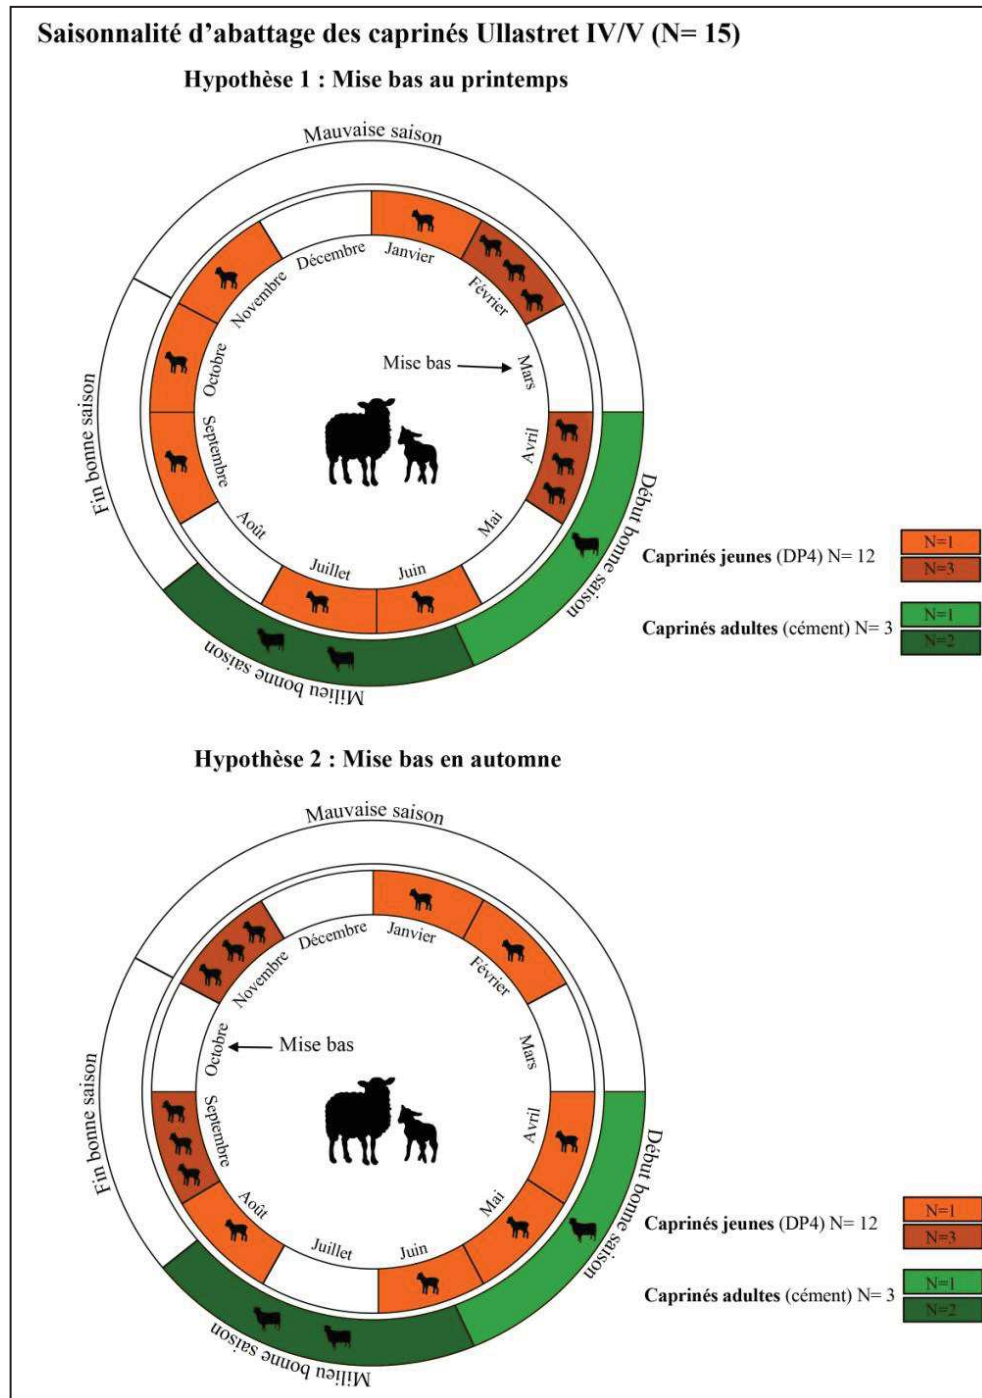 Saisonnalité d’abattage des caprinés Ullastret IV/V (N= 15)
Hypothèse 1 : Mise bas au printemps
Mauvaise saison
Fin bonne saison
Début bonne saison
Milieu bonne saison
Janvier
Février
Mars
Avril
Mai
Juin
Juillet
Août
Septembre
Octobre
Novembre
Décembre
Mise bas
Caprinés jeunes (DP4) N= 12
N=1
N=3
Caprinés adultes (cément) N= 3
N=1
N=2
Hypothèse 2 : Mise bas en automne
Mauvaise saison
Fin bonne saison
Début bonne saison
Milieu bonne saison
Janvier
Février
Mars
Avril
Mai
Juin
Juillet
Août
Septembre
Octobre
Novembre
Décembre
Mise bas
Caprinés jeunes (DP4) N= 12
N=1
N=3
Caprinés adultes (cément) N= 3
N=1
N=2